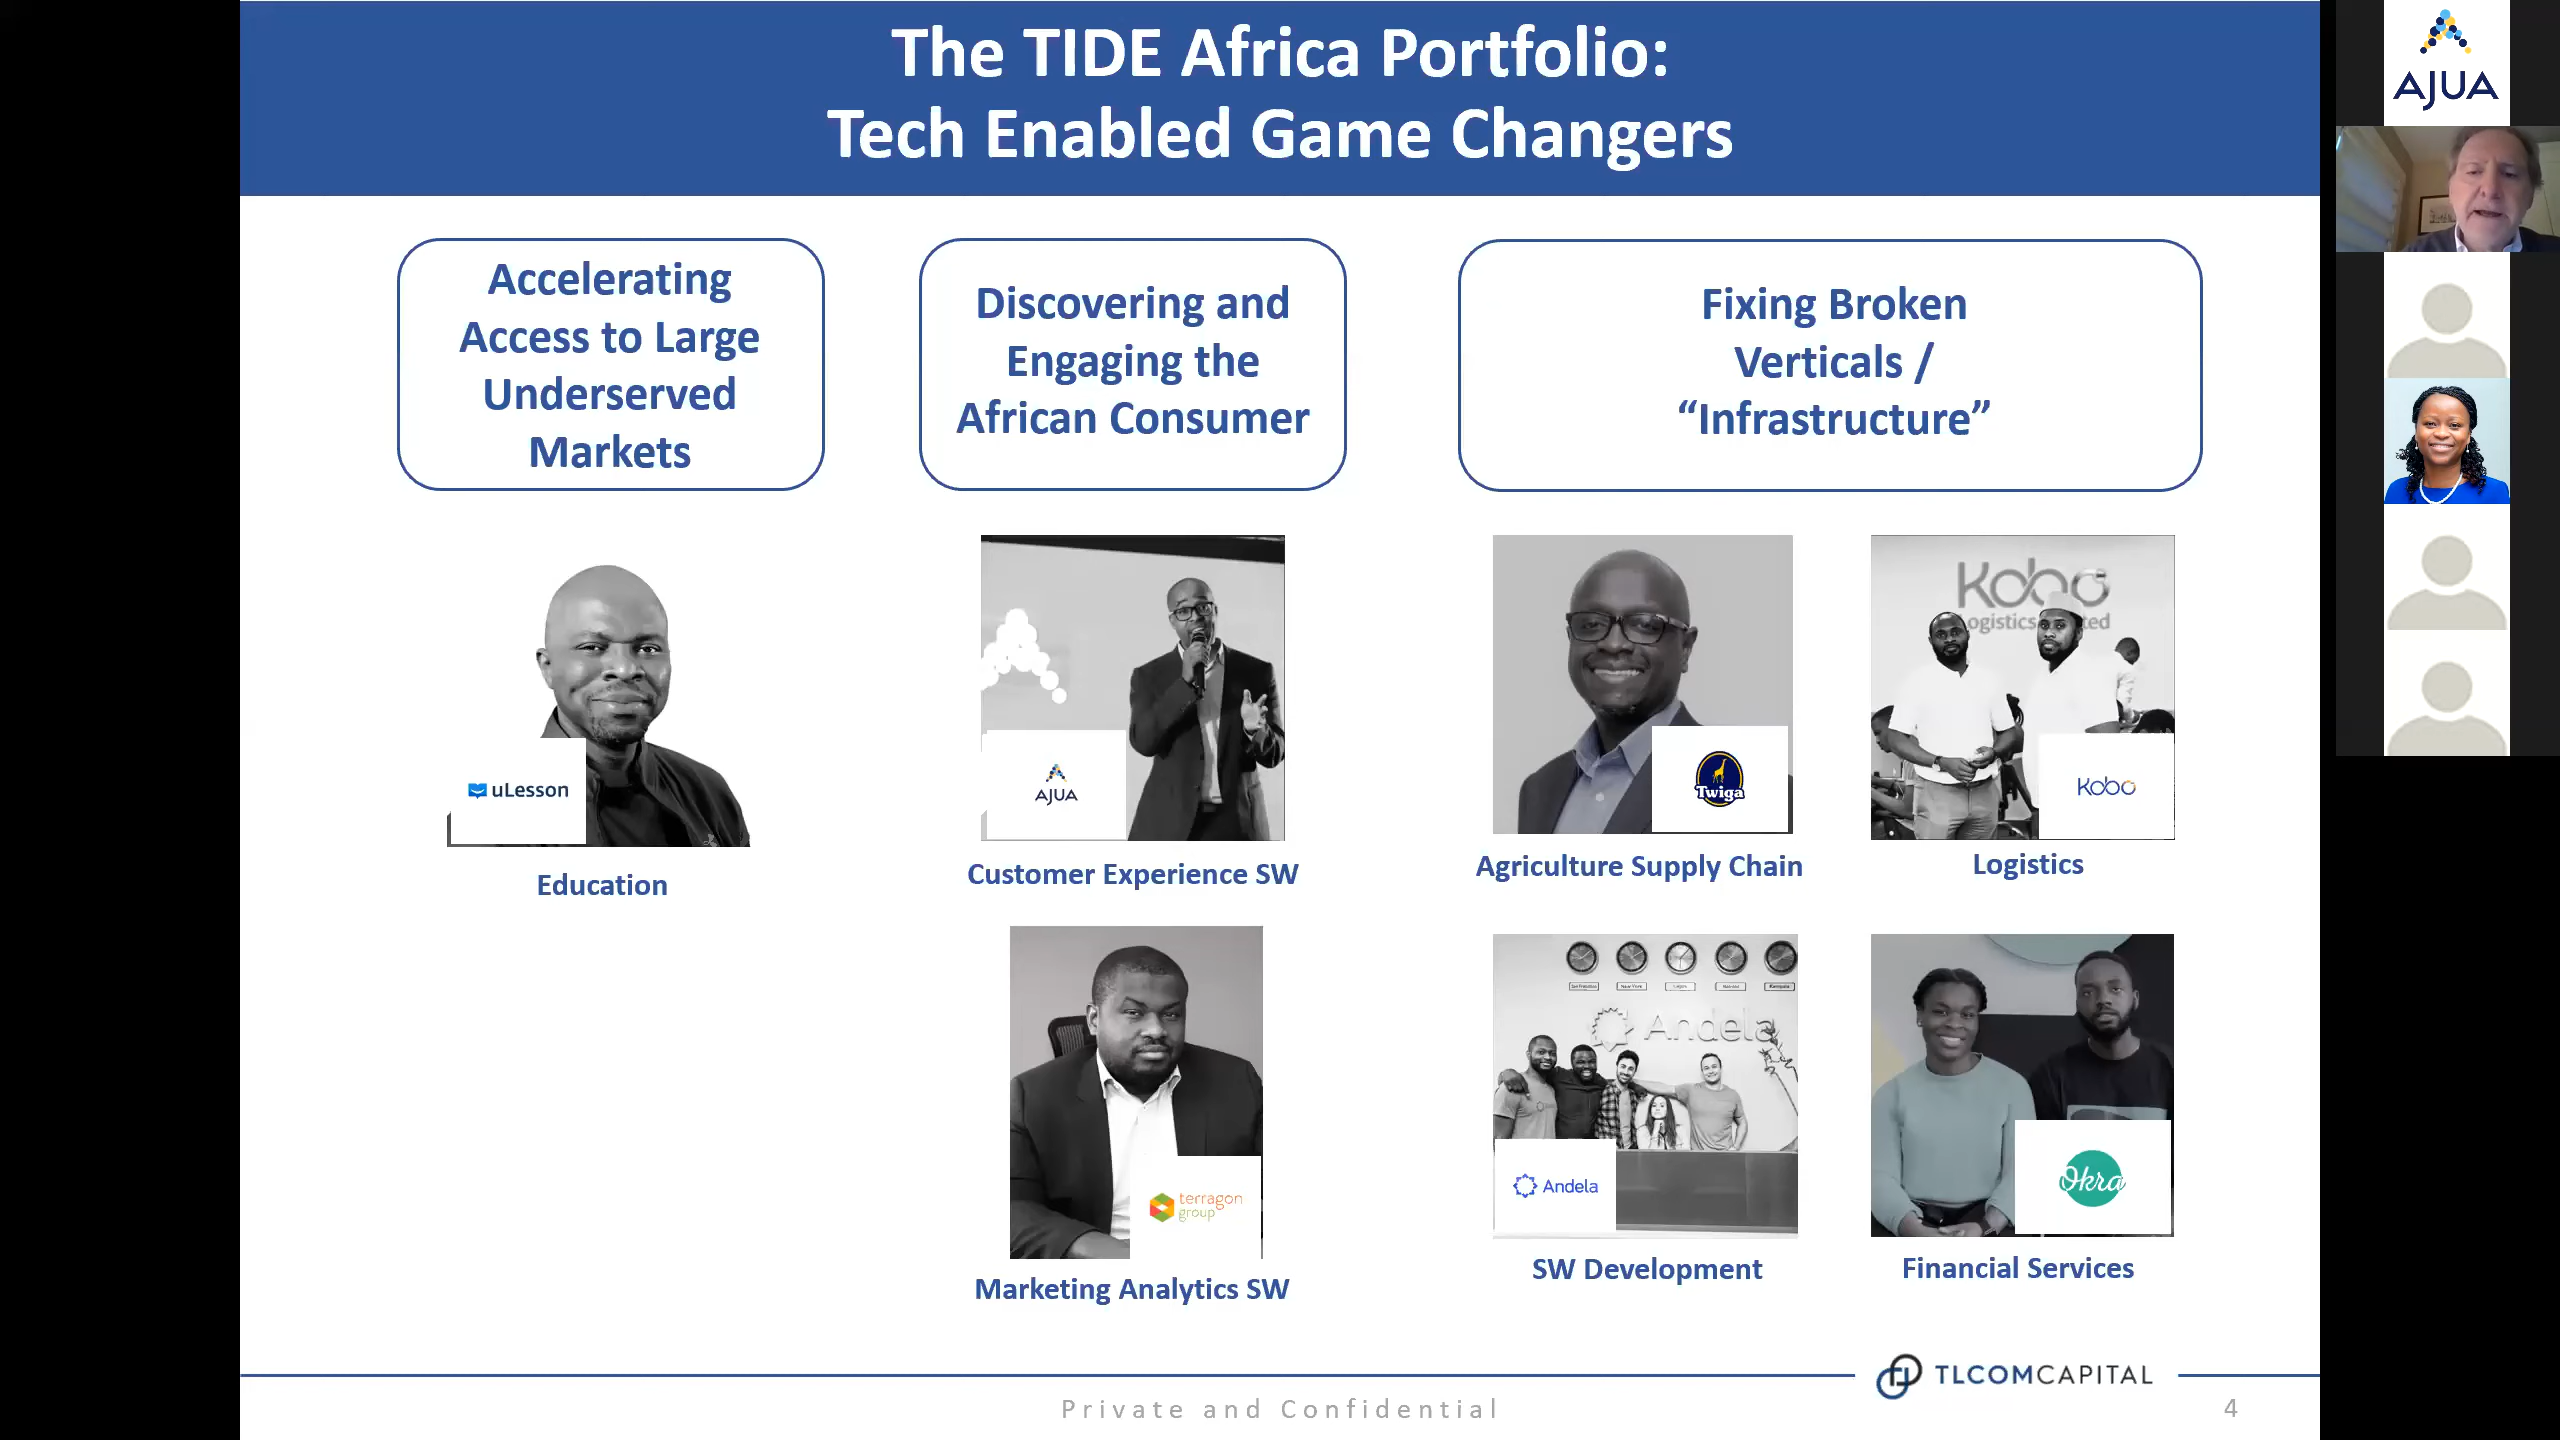 The TIDE Africa Portfolio:
Tech Enabled Game Changers
AJUA
Accelerating
Access to Large
Underserved
Markets
Discovering and
Engaging the
African Consumer
Fixing Broken
Verticals /
“Infrastructure”
uLesson
Education
AJUA
Customer Experience SW
Twiga
Agriculture Supply Chain
Kobo
Kobo
Logistics
terragon
group
Marketing Analytics SW
Andela
Andela
SW Development
Okra
Financial Services
TLCOMCAPITAL
Private and Confidential
4